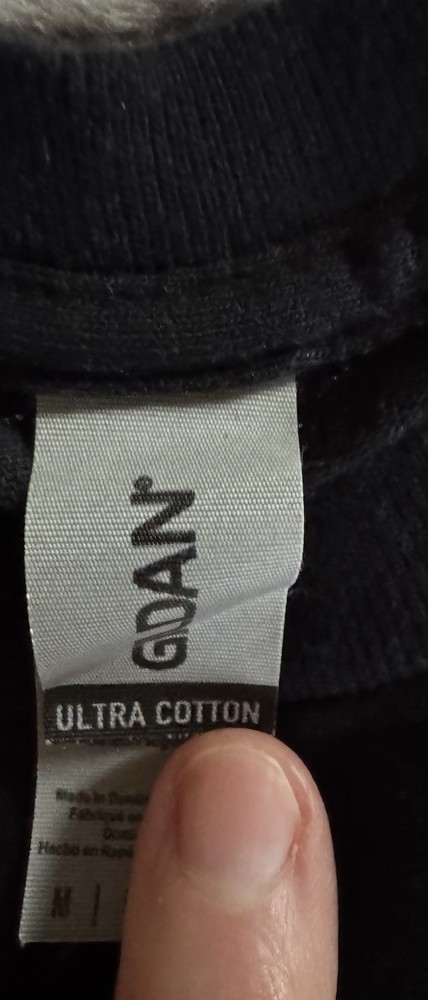 GDAN®
ULTRA COTTON
Made in
Fabriqué en
Hecho en
M |